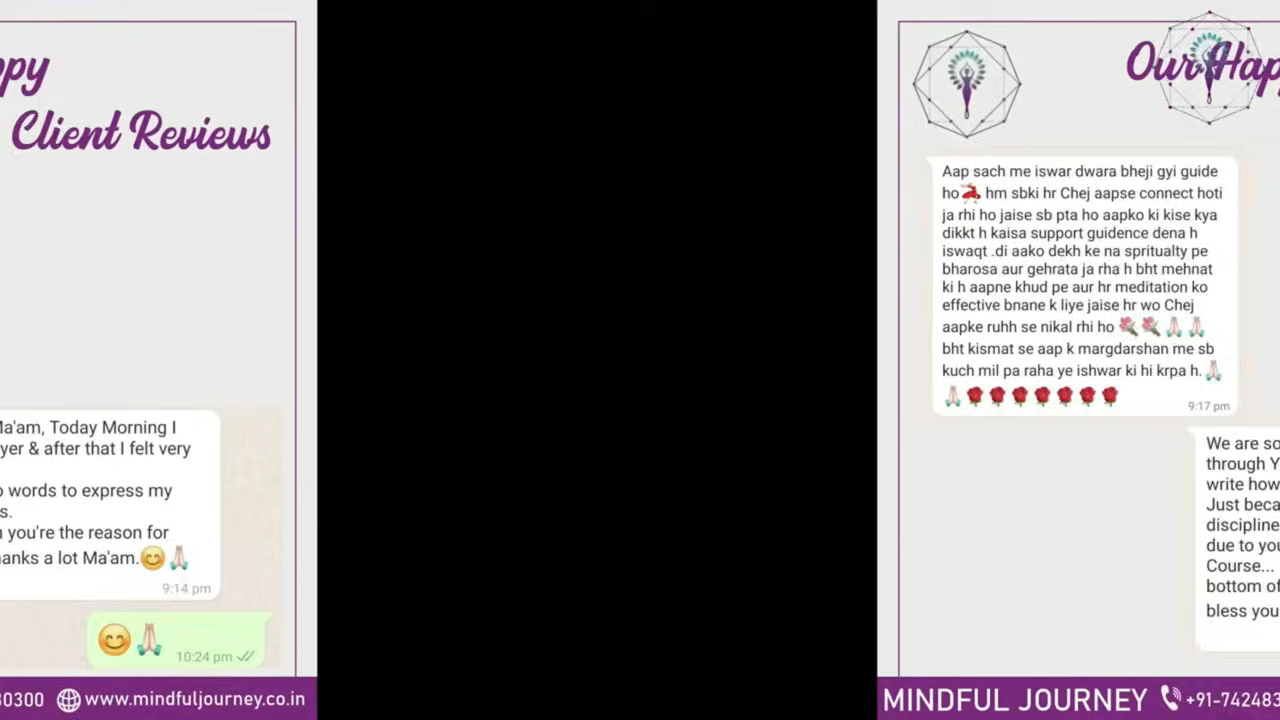 Client Reviews
Ma'am, Today Morning I
& after that I felt very
words to express my
you're the reason for
a lot Ma'am.😊🙏🏻
9:14 pm
😊🙏🏻
10:24 pm
www.mindfuljourney.co.in
Our Hap
Aap sach me iswar dwara bheji gyi guide
ho💃 hm sbki hr Chej aapse connect hoti
ja rhi ho jaise sb pta ho aapko ki kise kya
dikkt h kaisa support guidence dena h
iswaqt .di aako dekh ke na spritualty pe
bharosa aur gehrata ja rha h bht mehnat
ki h aapne khud pe aur hr meditation ko
effective bnane k liye jaise hr wo Chej
aapke ruhh se nikal rhi ho 💐💐🙏🏻🙏🏻
bht kismat se aap k margdarshan me sb
kuch mil pa raha ye ishwar ki hi krpa h.🙏🏻
🙏🏻🌹🌹🌹🌹🌹🌹🌹
9:17 pm
We are so
through Y
write how
Just beca
discipline
due to you
Course...
bottom of
bless you
MINDFUL JOURNEY +91-74248